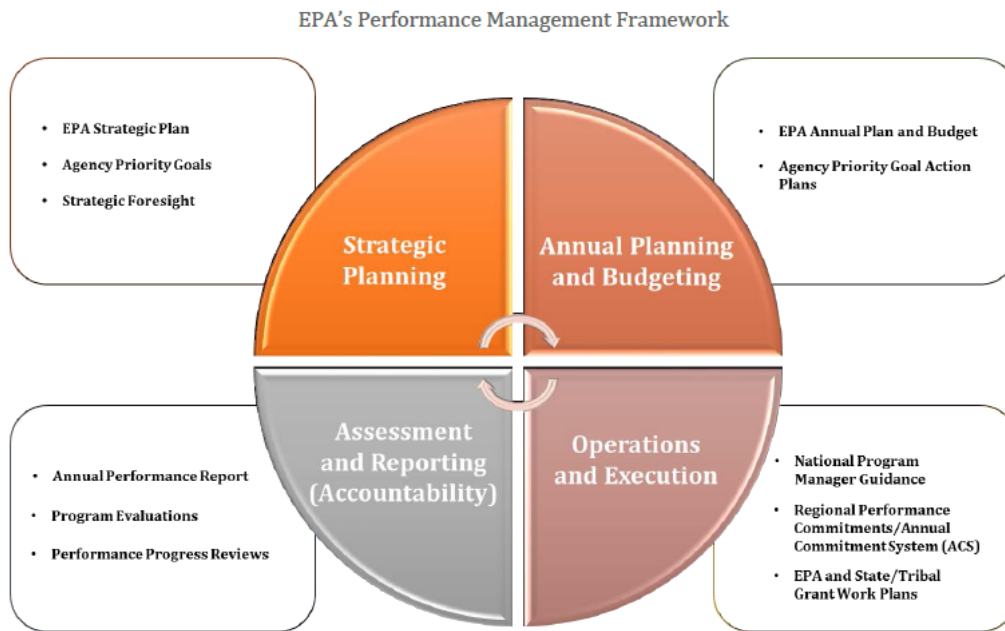 EPA’s Performance Management Framework
• EPA Strategic Plan
• Agency Priority Goals
• Strategic Foresight
• EPA Annual Plan and Budget
• Agency Priority Goal Action
Plans
Strategic
Planning
Annual Planning
and Budgeting
Assessment
and Reporting
(Accountability)
Operations
and Execution
• Annual Performance Report
• Program Evaluations
• Performance Progress Reviews
• National Program
Manager Guidance
• Regional Performance
Commitments/Annual
Commitment System (ACS)
• EPA and State/Tribal
Grant Work Plans